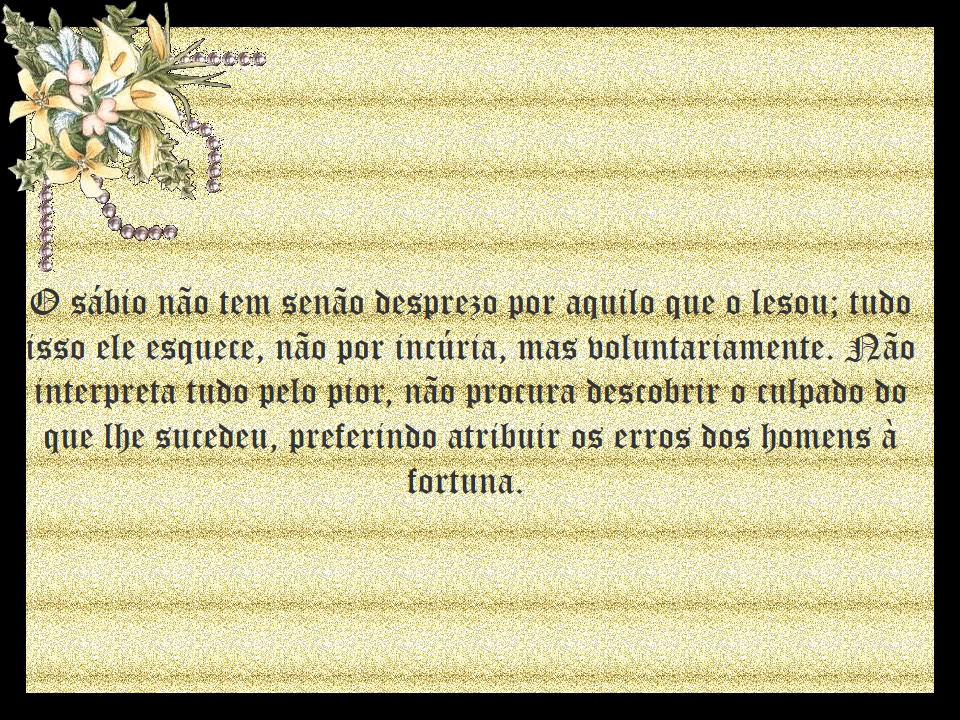 O sábio não tem senão desprezo por aquilo que o lesou; tudo
isso ele esquece, não por incúria, mas voluntariamente. Não
interpreta tudo pelo pior, não procura descobrir o culpado do
que lhe sucedeu, preferindo atribuir os erros dos homens à
fortuna.